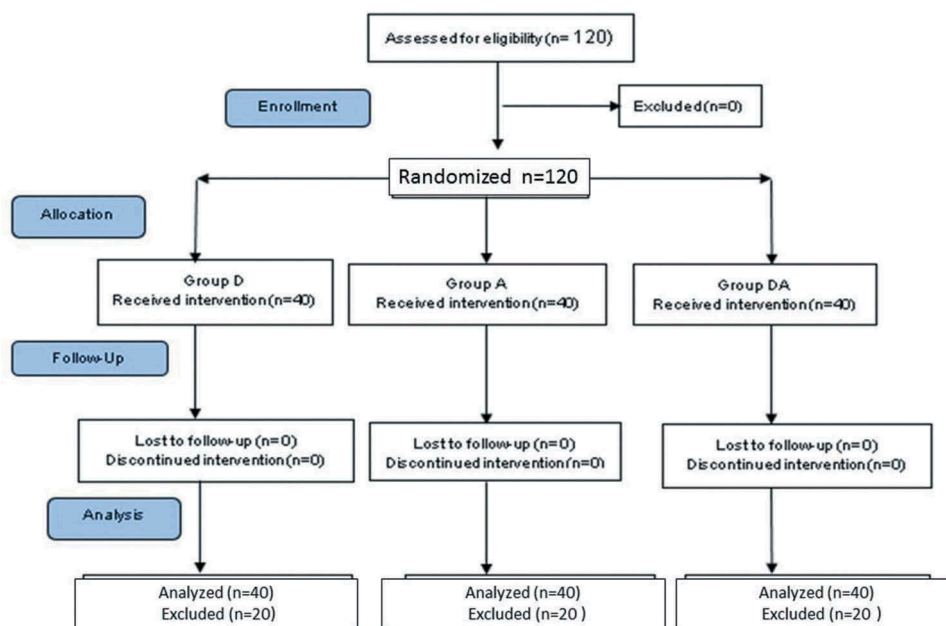 Assessed for eligibility (n= 120)
Enrollment
Excluded (n=0)
Randomized n=120
Allocation
Group D
Received intervention (n=40)
Group A
Received intervention (n=40)
Group DA
Received intervention (n=40)
Follow-Up
Lost to follow-up (n=0)
Discontinued intervention (n=0)
Lost to follow-up (n=0)
Discontinued intervention (n=0)
Lost to follow-up (n=0)
Discontinued intervention (n=0)
Analysis
Analyzed (n=40)
Excluded (n=20)
Analyzed (n=40)
Excluded (n=20 )
Analyzed (n=40)
Excluded (n=20 )